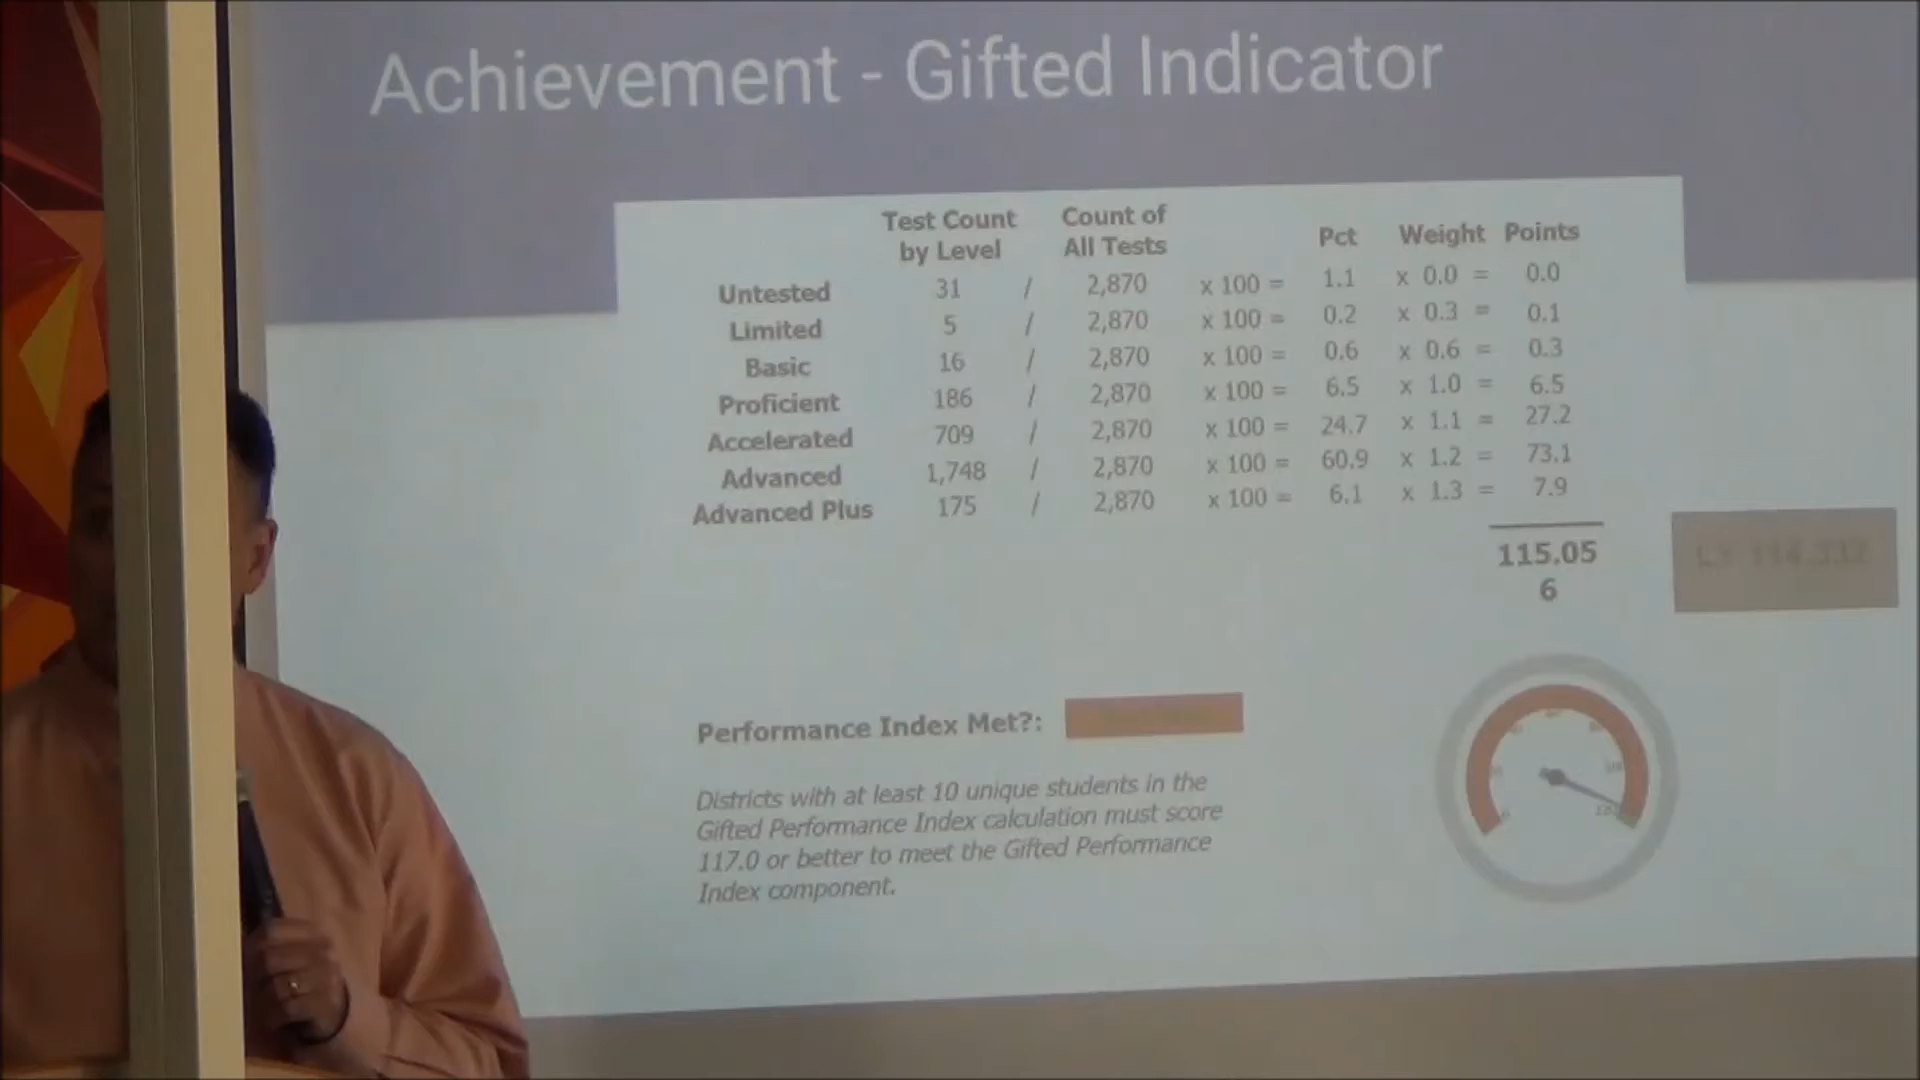 Achievement - Gifted Indicator
Test Count by Level Count of All Tests Pct Weight Points
Untested 31 / 2,870 x 100 = 1.1 x 0.0 = 0.0
Limited 5 / 2,870 x 100 = 0.2 x 0.3 = 0.1
Basic 16 / 2,870 x 100 = 0.6 x 0.6 = 0.3
Proficient 186 / 2,870 x 100 = 6.5 x 1.0 = 6.5
Accelerated 709 / 2,870 x 100 = 24.7 x 1.1 = 27.2
Advanced 1,748 / 2,870 x 100 = 60.9 x 1.2 = 73.1
Advanced Plus 175 / 2,870 x 100 = 6.1 x 1.3 = 7.9
115.05
6
Performance Index Met?:
Districts with at least 10 unique students in the
Gifted Performance Index calculation must score
117.0 or better to meet the Gifted Performance
Index component.